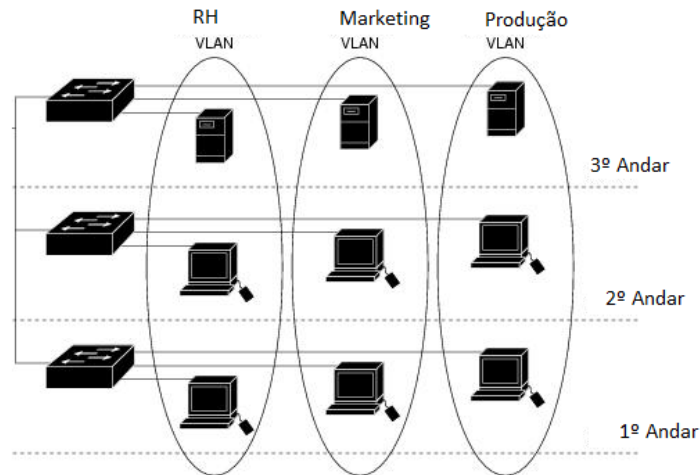 RH
Marketing
Produção
VLAN
VLAN
VLAN
3º Andar
2º Andar
1º Andar